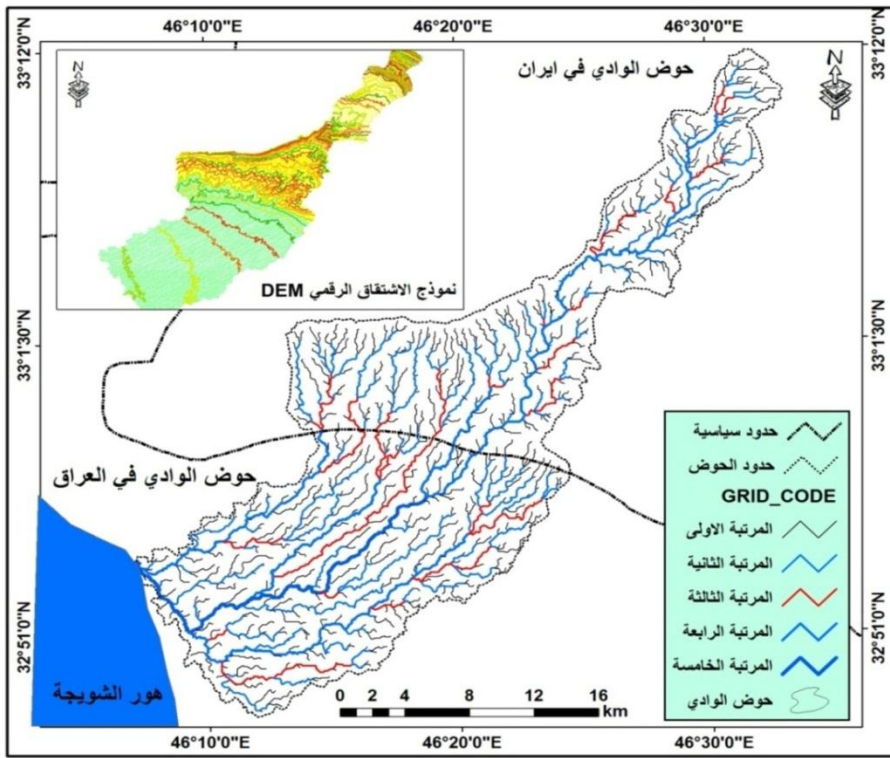 46°10'0"E
46°20'0"E
46°30'0"E
33°12'0"N
33°12'0"N
N
حوض الوادي في ايران
N
نموذج الاشتقاق الرقمي DEM
33°1'30"N
33°1'30"N
حوض الوادي في العراق
حدود سياسية
حدود الحوض
GRID_CODE
المرتبة الاولى
المرتبة الثانية
المرتبة الثالثة
المرتبة الرابعة
المرتبة الخامسة
حوض الوادي
32°51'0"N
32°51'0"N
هور الشويجة
0 2 4 8 12 16
km
46°10'0"E
46°20'0"E
46°30'0"E